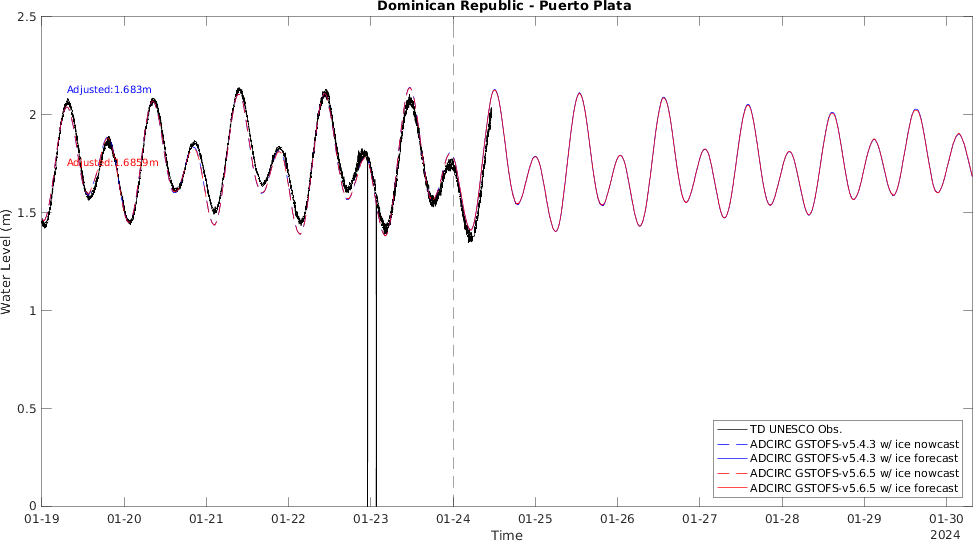 Dominican Republic - Puerto Plata
2.5
2
1.5
1
0.5
0
Water Level (m)
Adjusted:1.683m
Adjusted:1.6859m
TD UNESCO Obs.
ADCIRC GSTOFS-v5.4.3 w/ ice nowcast
ADCIRC GSTOFS-v5.4.3 w/ ice forecast
ADCIRC GSTOFS-v5.6.5 w/ ice nowcast
ADCIRC GSTOFS-v5.6.5 w/ ice forecast
01-19 01-20 01-21 01-22 01-23 01-24 01-25 01-26 01-27 01-28 01-29 01-30
Time
2024